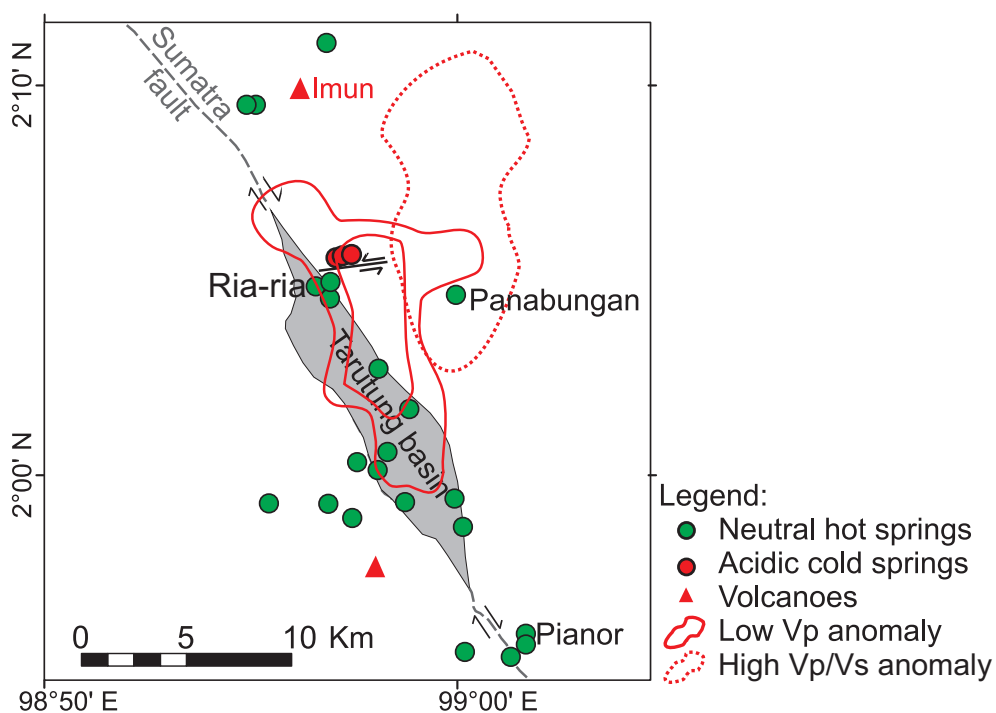 Sumatra
fault
Imun
2°10' N
Ria-ria
Panabungan
Tarutung basin
2°00' N
Pianor
0 5 10 Km
98°50' E
99°00' E
Legend:
Neutral hot springs
Acidic cold springs
Volcanoes
Low Vp anomaly
High Vp/Vs anomaly